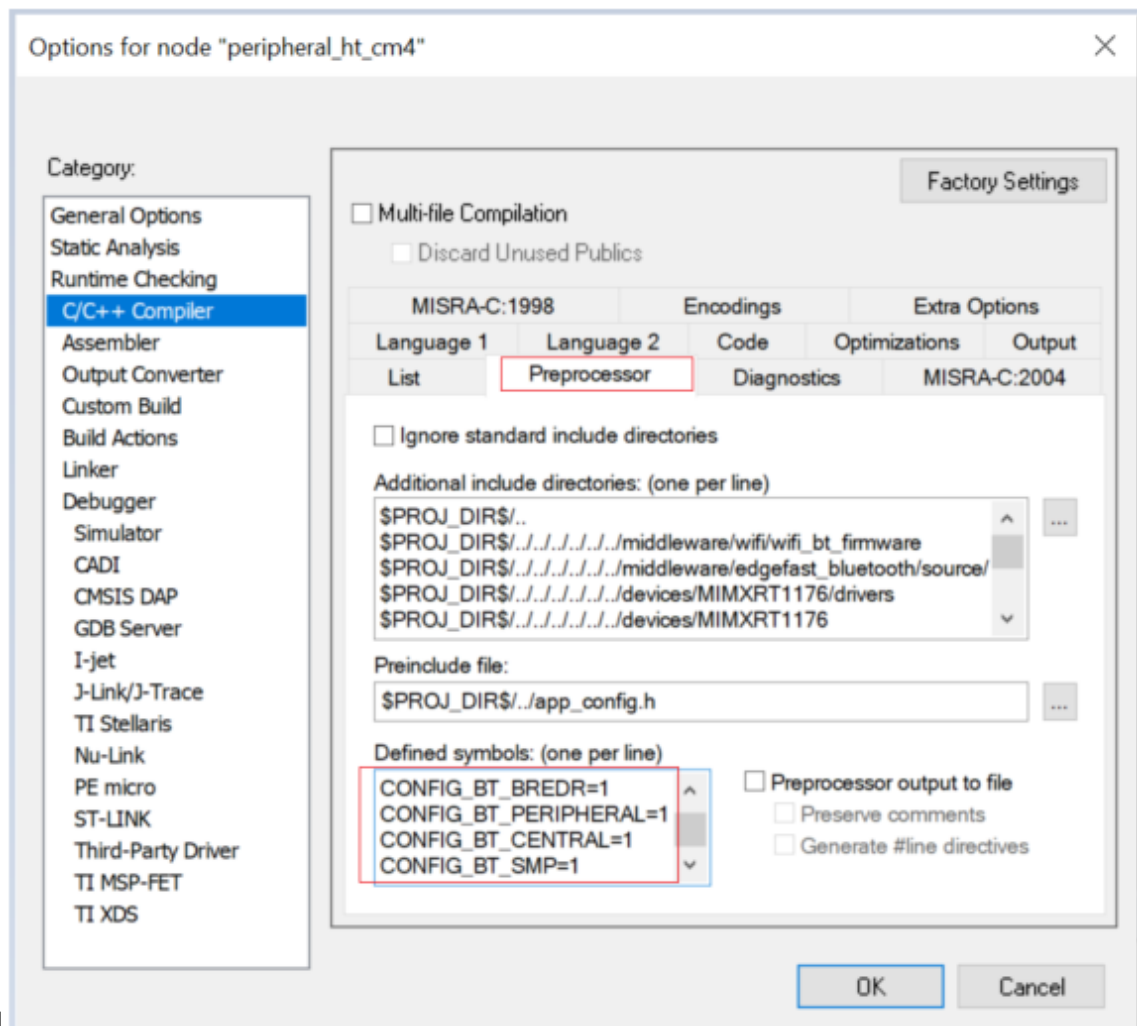 Options for node "peripheral_ht_cm4"
Category:
General Options
Static Analysis
Runtime Checking
C/C++ Compiler
Assembler
Output Converter
Custom Build
Build Actions
Linker
Debugger
Simulator
CADI
CMSIS DAP
GDB Server
I-jet
J-Link/J-Trace
TI Stellaris
Nu-Link
PE micro
ST-LINK
Third-Party Driver
TI MSP-FET
TI XDS
Factory Settings
Multi-file Compilation
Discard Unused Publics
MISRA-C:1998 Encodings Extra Options
Language 1 Language 2 Code Optimizations Output
List Preprocessor Diagnostics MISRA-C:2004
Ignore standard include directories
Additional include directories: (one per line)
$PROJ_DIR$/..
$PROJ_DIR$/../../../../../../../middleware/wifi/wifi_bt_firmware
$PROJ_DIR$/../../../../../../../middleware/edgefast_bluetooth/source/
$PROJ_DIR$/../../../../../../../devices/MIMXRT1176/drivers
$PROJ_DIR$/../../../../../../../devices/MIMXRT1176
...
Preinclude file:
$PROJ_DIR$/../app_config.h
...
Defined symbols: (one per line)
CONFIG_BT_BREDR=1
CONFIG_BT_PERIPHERAL=1
CONFIG_BT_CENTRAL=1
CONFIG_BT_SMP=1
Preprocessor output to file
Preserve comments
Generate #line directives
OK Cancel